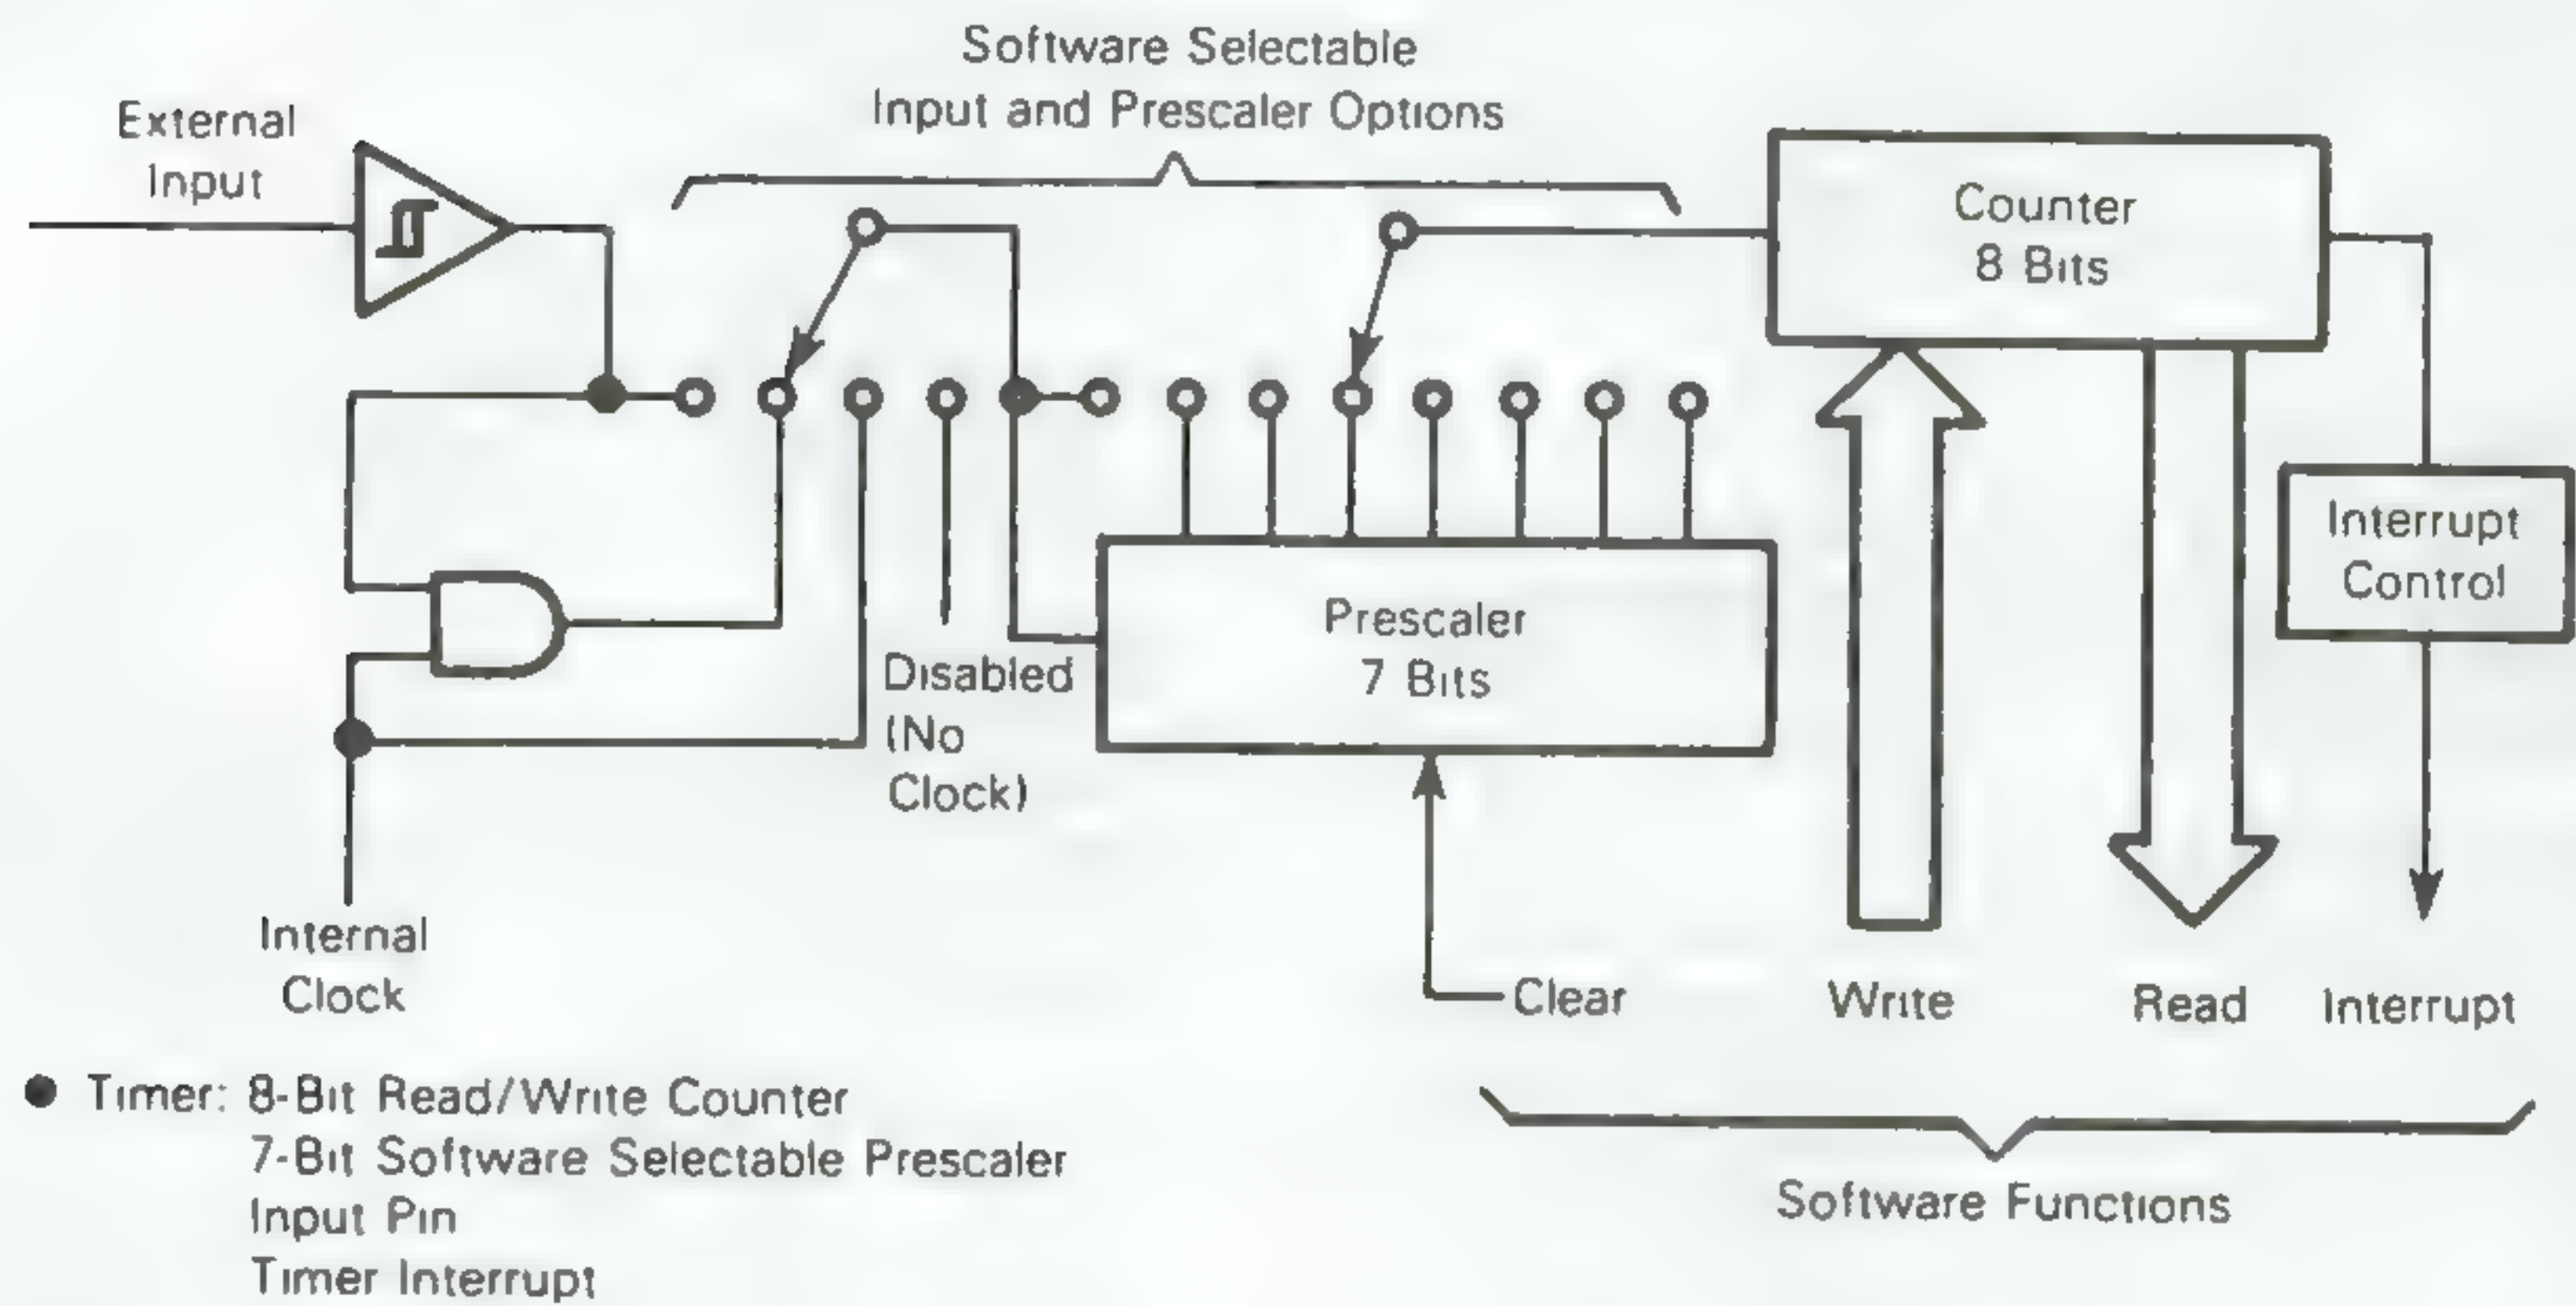 Software Selectable
Input and Prescaler Options
External
Input
Counter
8 Bits
Interrupt
Control
Prescaler
7 Bits
Disabled
(No
Clock)
Internal
Clock
Clear
Write
Read
Interrupt
● Timer: 8-Bit Read/Write Counter
7-Bit Software Selectable Prescaler
Input Pin
Timer Interrupt
Software Functions